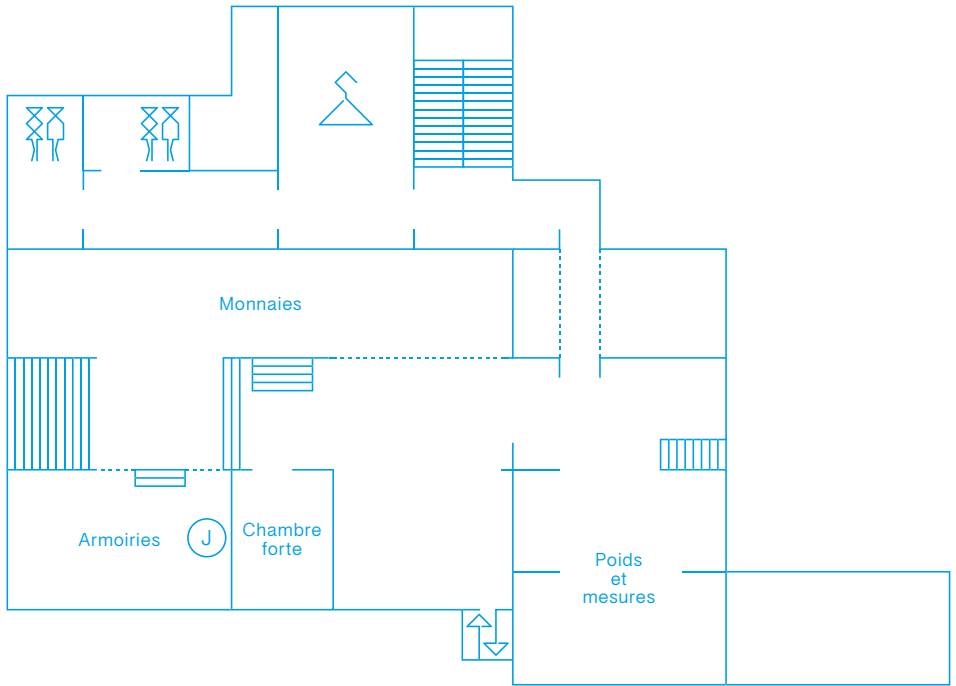 Monnaies
Armoiries
J
Chambre
forte
Poids
et
mesures